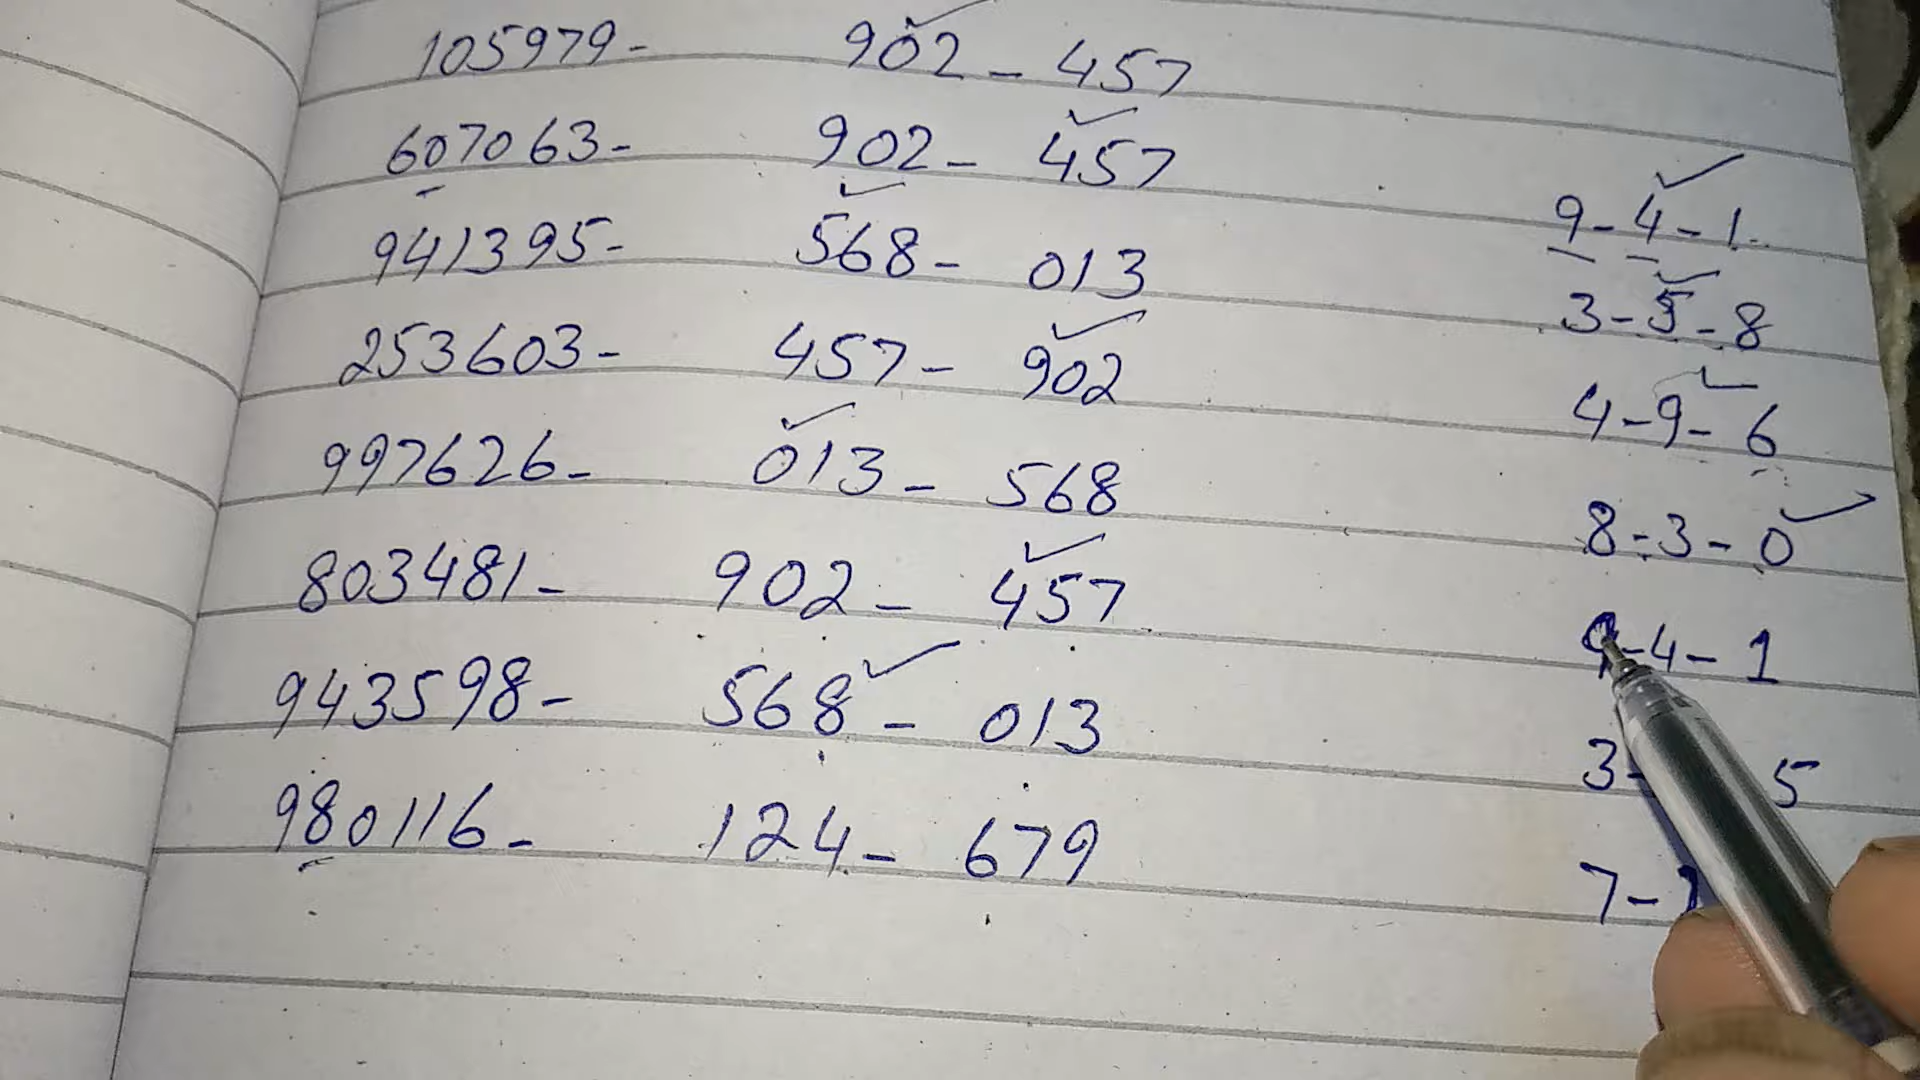 105979- 902 - 457
607063- 902 - 457
9-4-1
941395- 568 - 013
3-5-8
253603- 457 - 902
4-9-6
997626- 013 - 568
8-3-0
803481- 902 - 457
9-4-1
943598- 568 - 013
3- 5
980116- 124 - 679
7-